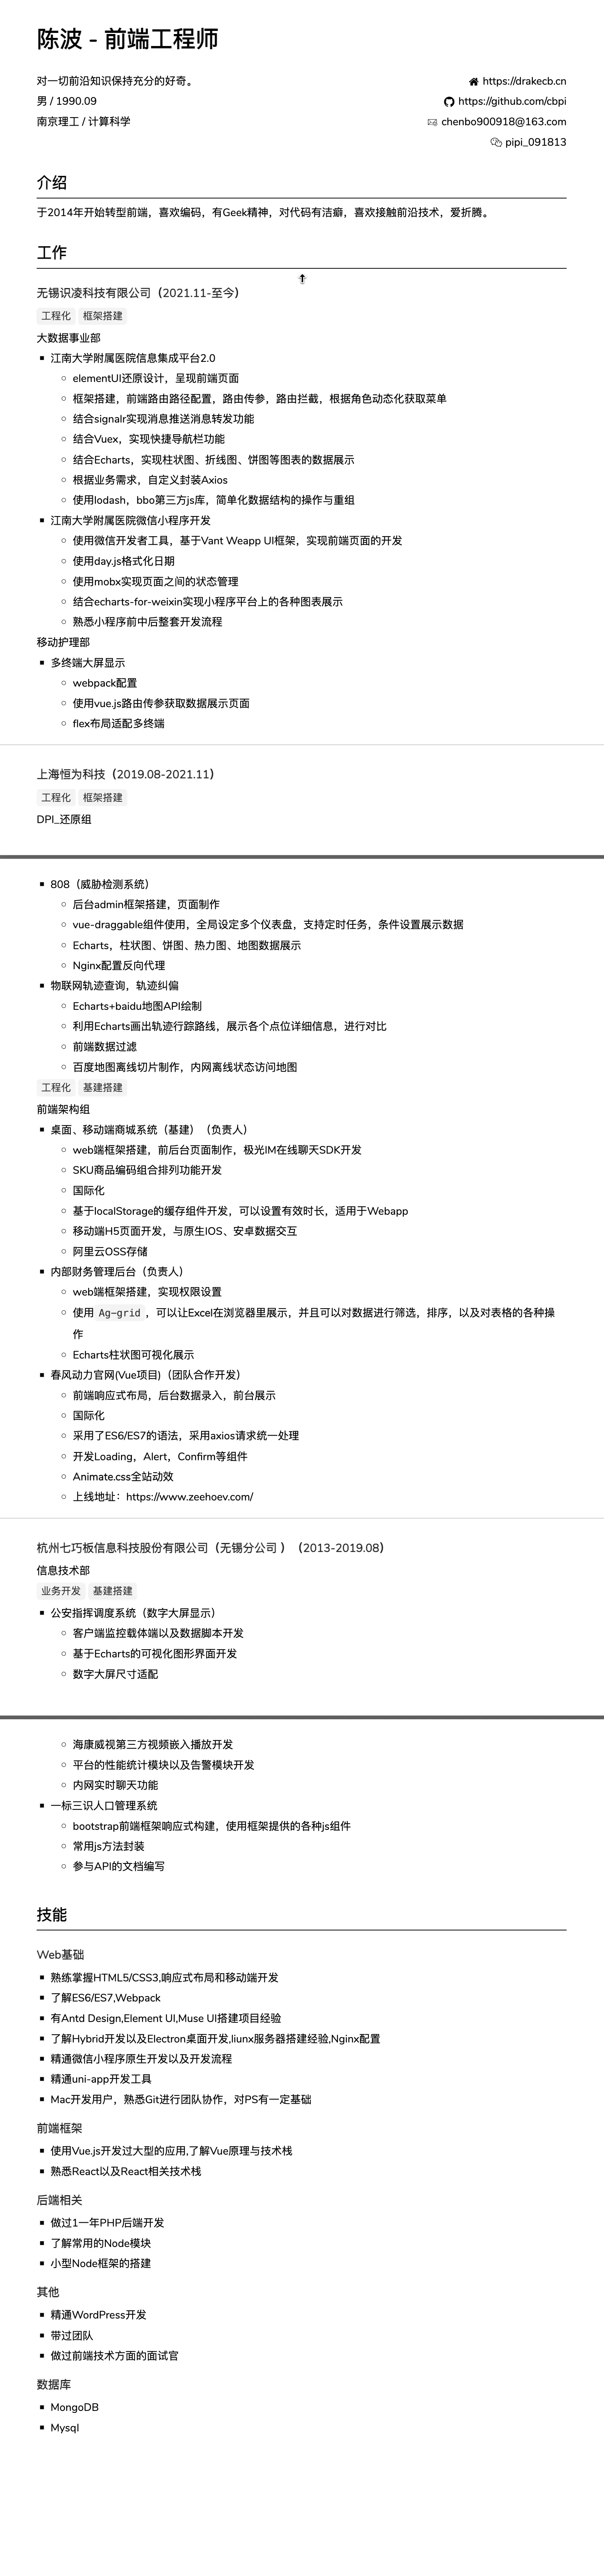 陈波 - 前端工程师
对一切前沿知识保持充分的好奇。
https://drakecb.cn
男 / 1990.09
https://github.com/cbpi
南京理工 / 计算科学
chenbo900918@163.com
pipi_091813
介绍
于2014年开始转型前端，喜欢编码，有Geek精神，对代码有洁癖，喜欢接触前沿技术，爱折腾。
工作
无锡识凌科技有限公司（2021.11-至今）
工程化 框架搭建
大数据事业部
江南大学附属医院信息集成平台2.0
elementUI还原设计，呈现前端页面
框架搭建，前端路由路径配置，路由传参，路由拦截，根据角色动态化获取菜单
结合signalr实现消息推送消息转发功能
结合Vuex，实现快捷导航栏功能
结合Echarts，实现柱状图、折线图、饼图等图表的数据展示
根据业务需求，自定义封装Axios
使用lodash，bbo第三方js库，简单化数据结构的操作与重组
江南大学附属医院微信小程序开发
使用微信开发者工具，基于Vant Weapp UI框架，实现前端页面的开发
使用day.js格式化日期
使用mobx实现页面之间的状态管理
结合echarts-for-weixin实现小程序平台上的各种图表展示
熟悉小程序前中后整套开发流程
移动护理部
多终端大屏显示
webpack配置
使用vue.js路由传参获取数据展示页面
flex布局适配多终端
上海恒为科技（2019.08-2021.11）
工程化 框架搭建
DPI_还原组
808（威胁检测系统）
后台admin框架搭建，页面制作
vue-draggable组件使用，全局设定多个仪表盘，支持定时任务，条件设置展示数据
Echarts，柱状图、饼图、热力图、地图数据展示
Nginx配置反向代理
物联网轨迹查询，轨迹纠偏
Echarts+baidu地图API绘制
利用Echarts画出轨迹行踪路线，展示各个点位详细信息，进行对比
前端数据过滤
百度地图离线切片制作，内网离线状态访问地图
工程化 基建搭建
前端架构组
桌面、移动端商城系统（基建）（负责人）
web端框架搭建，前后台页面制作，极光IM在线聊天SDK开发
SKU商品编码组合排列功能开发
国际化
基于localStorage的缓存组件开发，可以设置有效时长，适用于Webapp
移动端H5页面开发，与原生IOS、安卓数据交互
阿里云OSS存储
内部财务管理后台（负责人）
web端框架搭建，实现权限设置
使用 Ag-grid ，可以让Excel在浏览器里展示，并且可以对数据进行筛选，排序，以及对表格的各种操
作
Echarts柱状图可视化展示
春风动力官网(Vue项目)（团队合作开发）
前端响应式布局，后台数据录入，前台展示
国际化
采用了ES6/ES7的语法，采用axios请求统一处理
开发Loading，Alert，Confirm等组件
Animate.css全站动效
上线地址：https://www.zeehoev.com/
杭州七巧板信息科技股份有限公司（无锡分公司 ）（2013-2019.08）
信息技术部
业务开发 基建搭建
公安指挥调度系统（数字大屏显示）
客户端监控载体端以及数据脚本开发
基于Echarts的可视化图形界面开发
数字大屏尺寸适配
海康威视第三方视频嵌入播放开发
平台的性能统计模块以及告警模块开发
内网实时聊天功能
一标三识人口管理系统
bootstrap前端框架响应式构建，使用框架提供的各种js组件
常用js方法封装
参与API的文档编写
技能
Web基础
熟练掌握HTML5/CSS3,响应式布局和移动端开发
了解ES6/ES7,Webpack
有Antd Design,Element UI,Muse UI搭建项目经验
了解Hybrid开发以及Electron桌面开发,liunx服务器搭建经验,Nginx配置
精通微信小程序原生开发以及开发流程
精通uni-app开发工具
Mac开发用户，熟悉Git进行团队协作，对PS有一定基础
前端框架
使用Vue.js开发过大型的应用,了解Vue原理与技术栈
熟悉React以及React相关技术栈
后端相关
做过1一年PHP后端开发
了解常用的Node模块
小型Node框架的搭建
其他
精通WordPress开发
带过团队
做过前端技术方面的面试官
数据库
MongoDB
Mysql